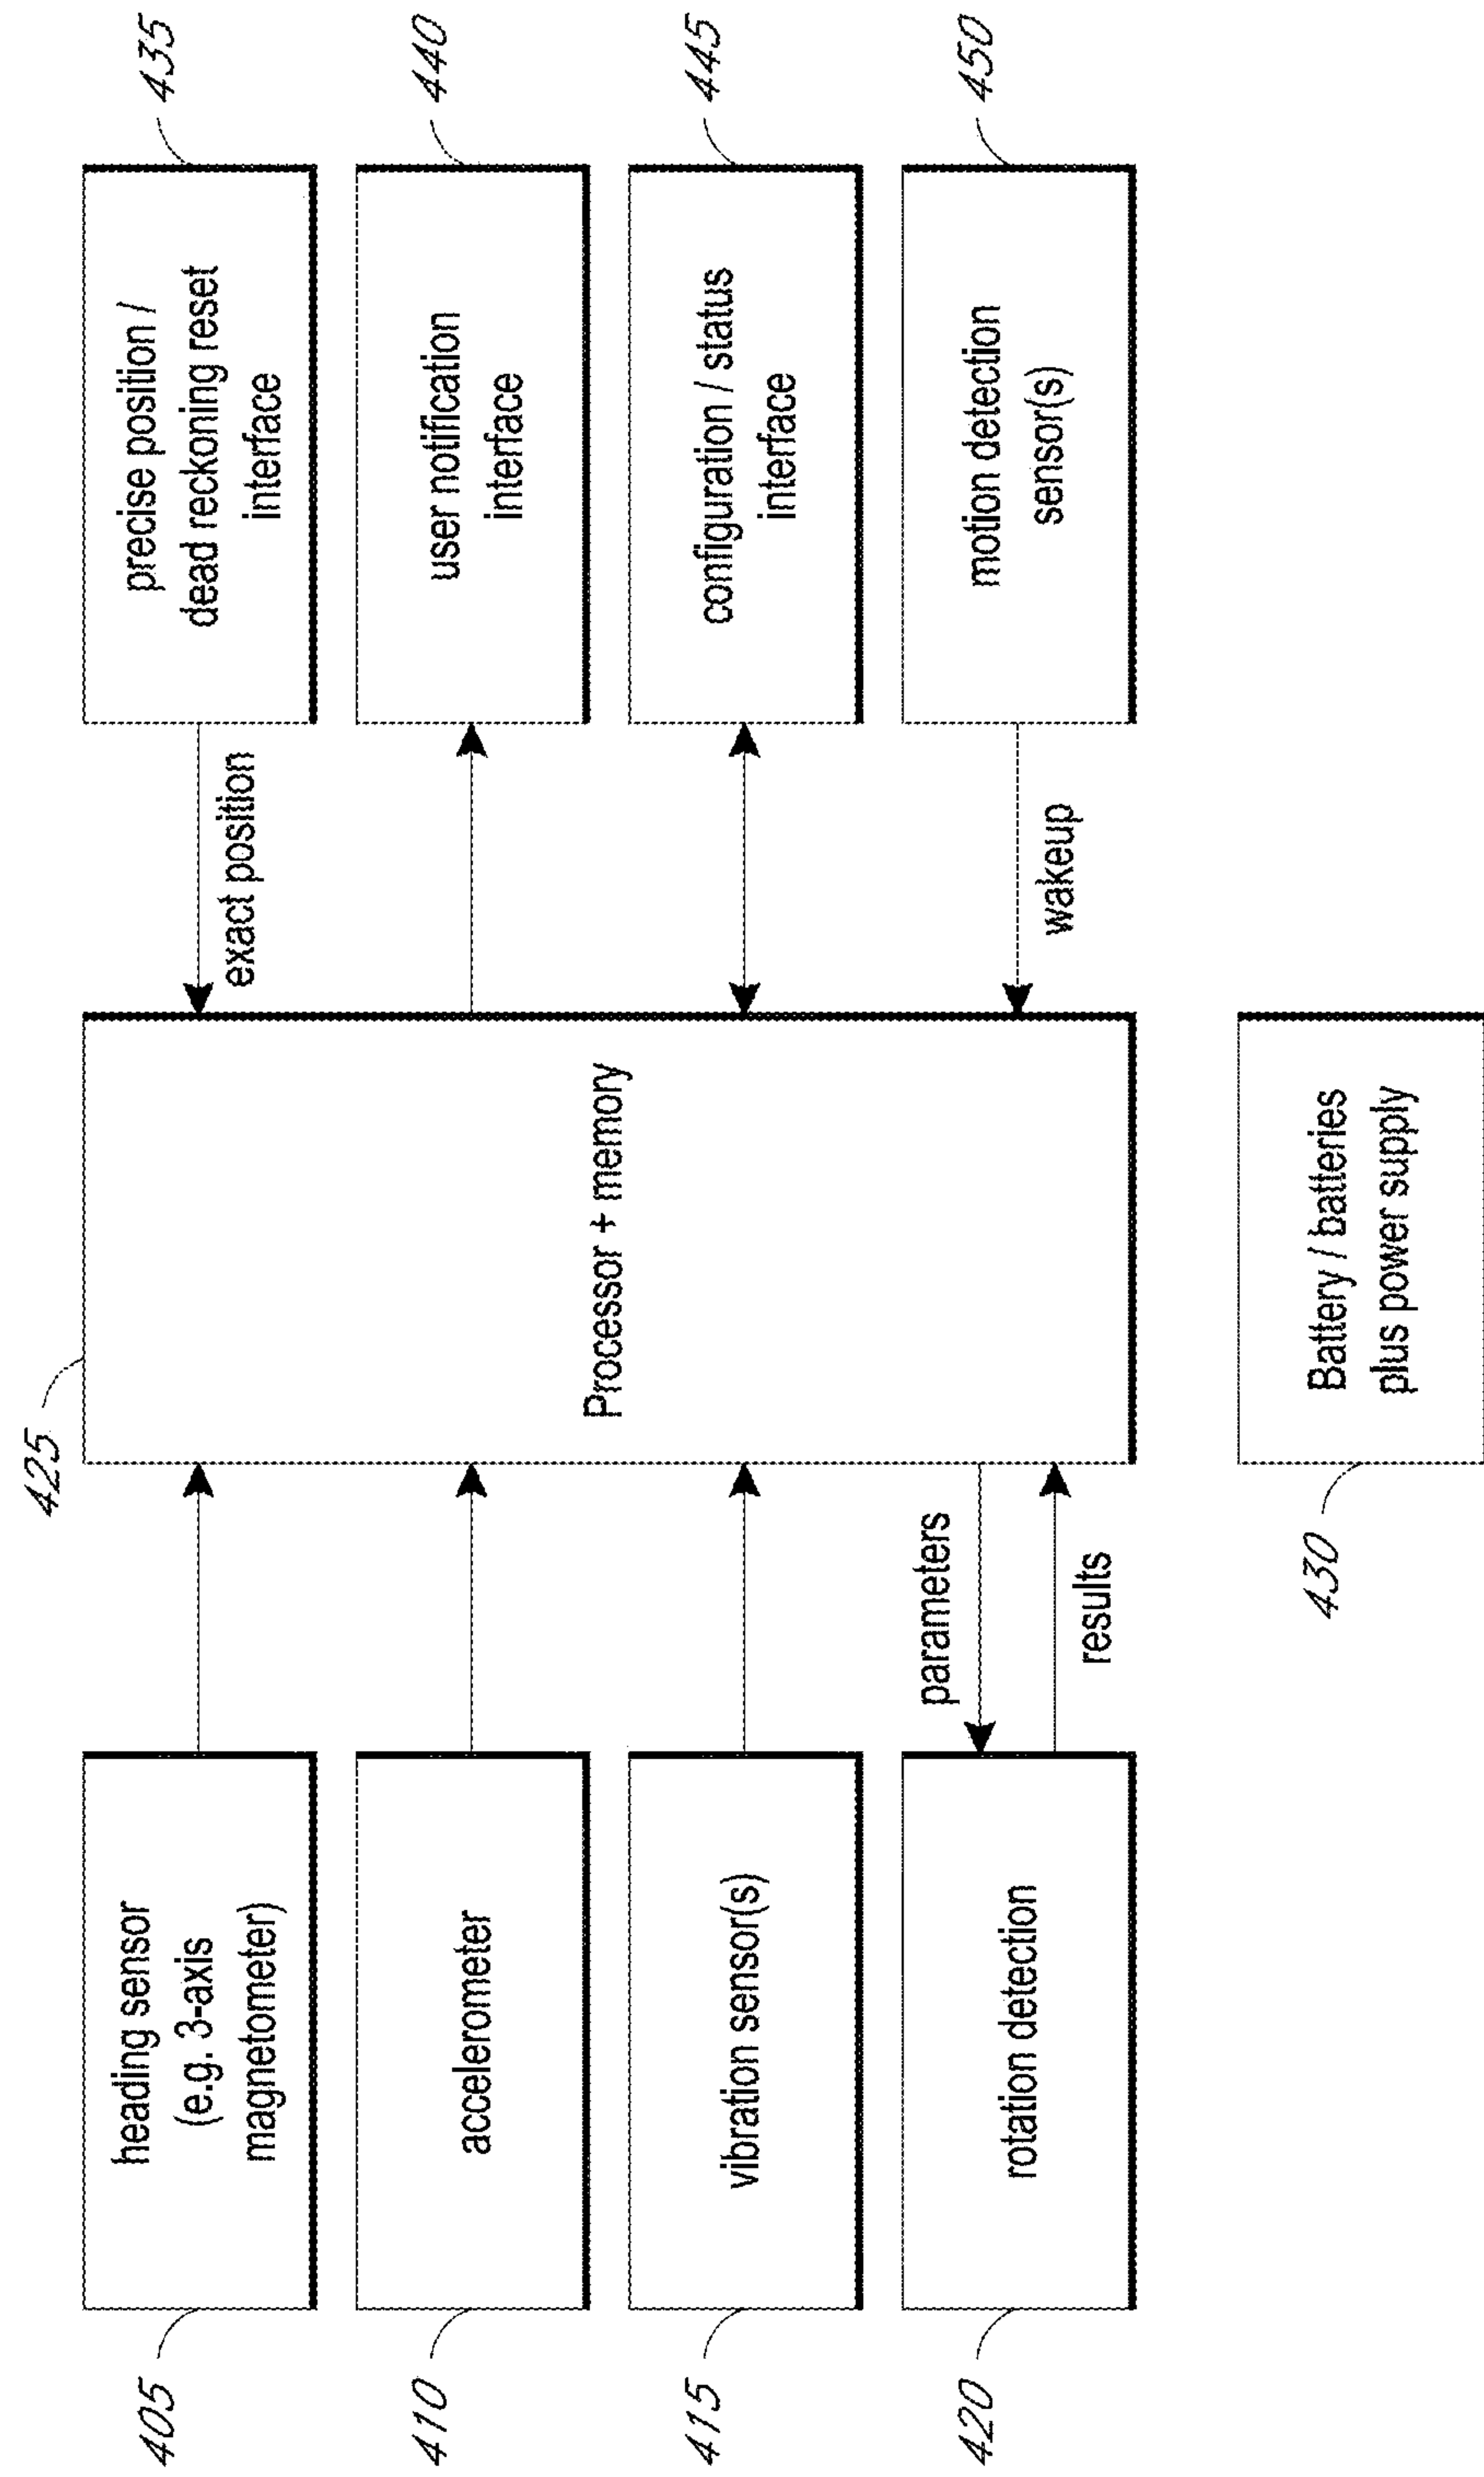 425
405
heading sensor
(e.g. 3-axis
magnetometer)
410
accelerometer
415
vibration sensor(s)
420
rotation detection
parameters
results
Processor + memory
exact position
wakeup
precise position /
dead reckoning reset
interface
435
user notification
interface
440
configuration / status
interface
445
motion detection
sensor(s)
450
430
Battery / batteries
plus power supply